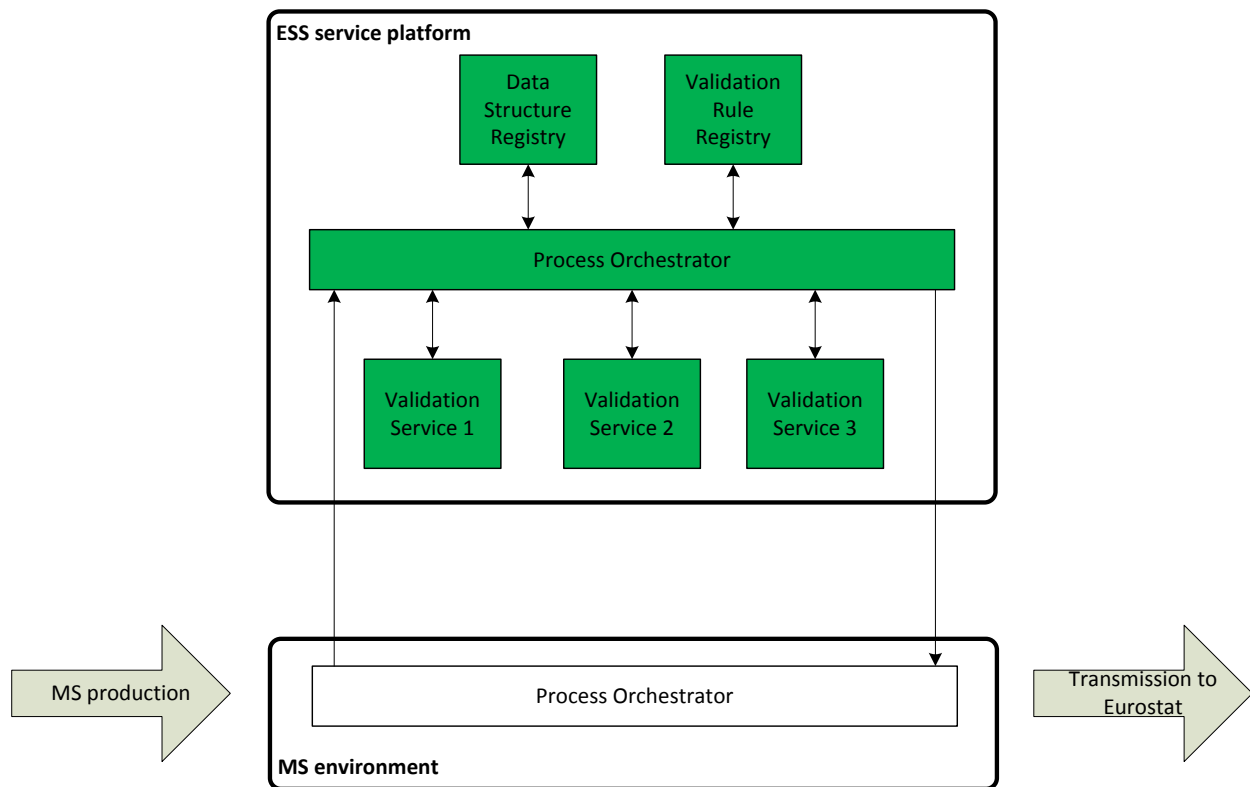 ESS service platform
Data
Structure
Registry
Validation
Rule
Registry
Process Orchestrator
Validation
Service 1
Validation
Service 2
Validation
Service 3
MS production
Process Orchestrator
Transmission to
Eurostat
MS environment